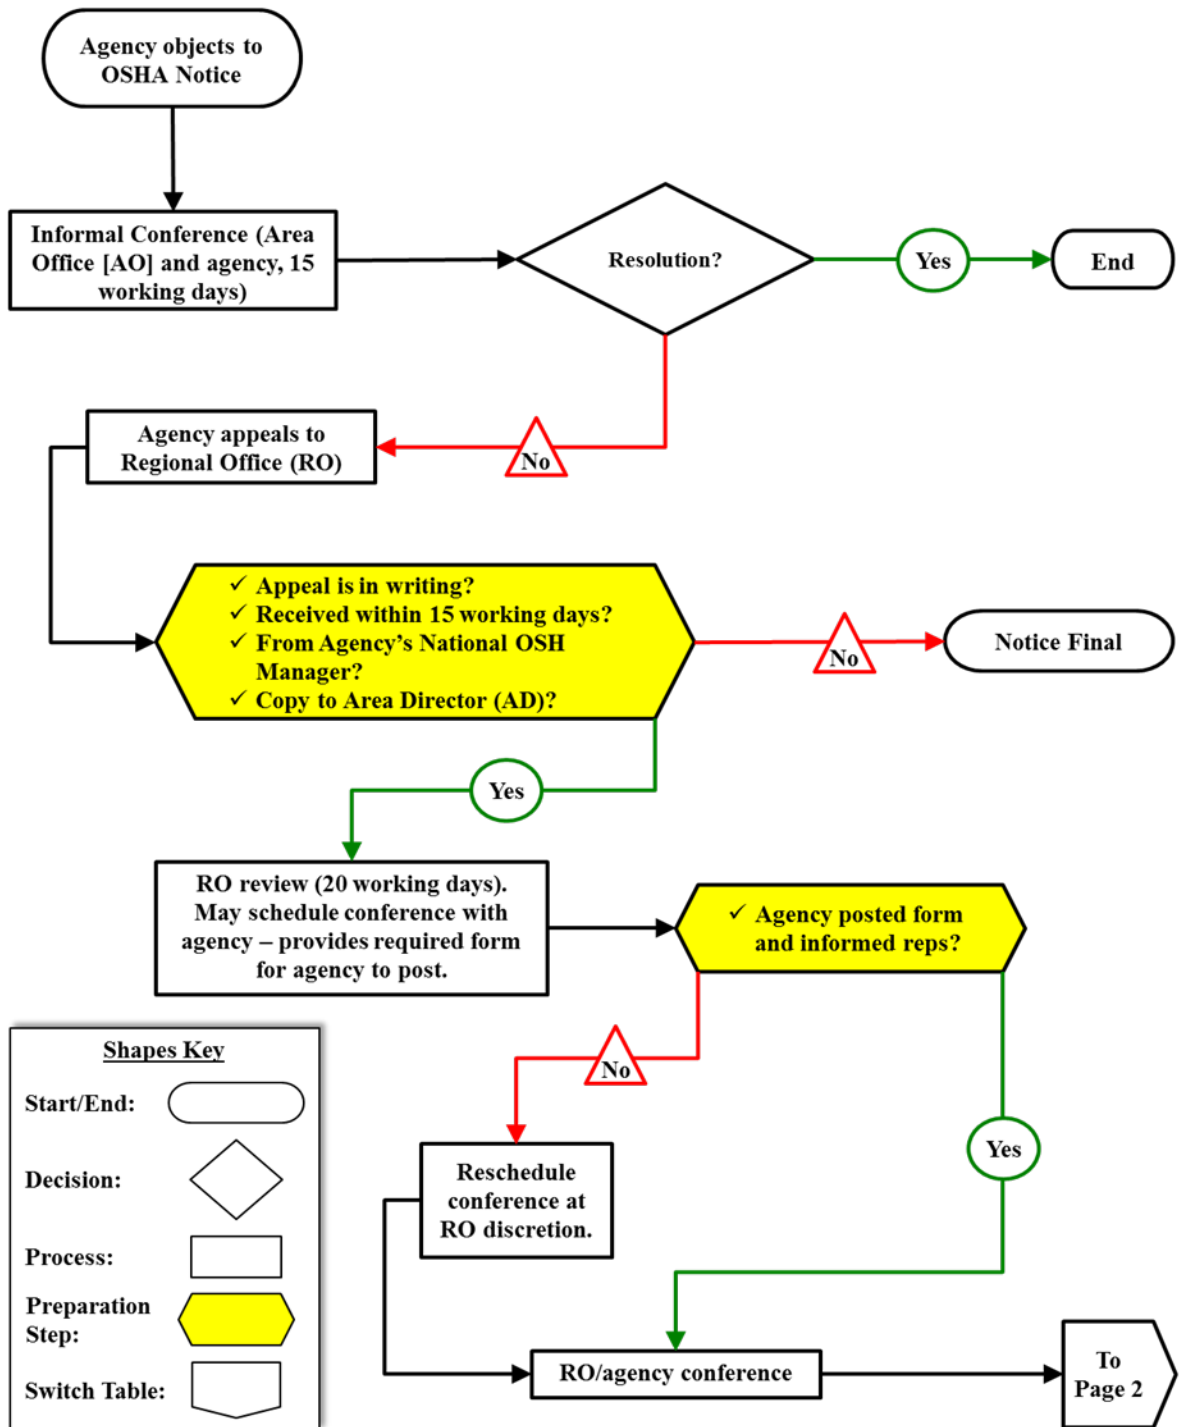 Agency objects to
OSHA Notice
Informal Conference (Area
Office [AO] and agency, 15
working days)
Resolution?
Yes
End
Agency appeals to
Regional Office (RO)
No
✓ Appeal is in writing?
✓ Received within 15 working days?
✓ From Agency’s National OSH
Manager?
✓ Copy to Area Director (AD)?
No
Notice Final
Yes
RO review (20 working days).
May schedule conference with
agency – provides required form
for agency to post.
✓ Agency posted form
and informed reps?
No
Yes
Reschedule
conference at
RO discretion.
RO/agency conference
To
Page 2
Shapes Key
Start/End:
Decision:
Process:
Preparation
Step:
Switch Table: